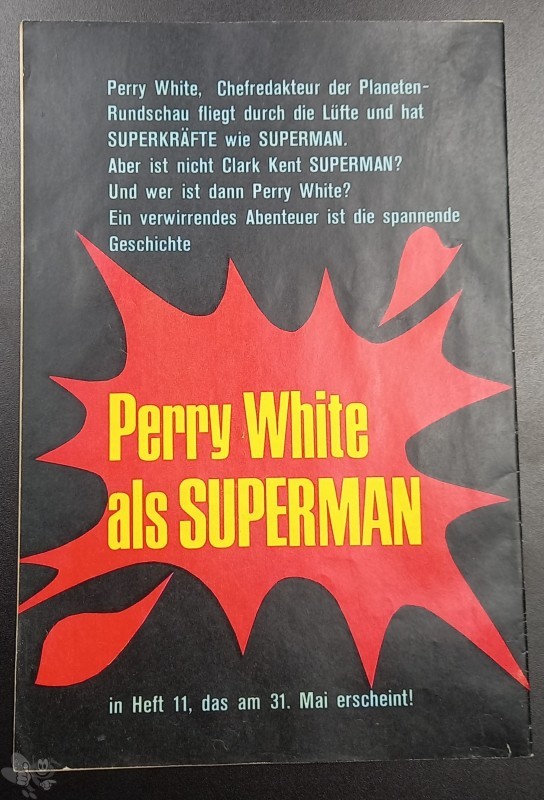 Perry White, Chefredakteur der Planeten-
Rundschau fliegt durch die Lüfte und hat
SUPERKRÄFTE wie SUPERMAN.
Aber ist nicht Clark Kent SUPERMAN?
Und wer ist dann Perry White?
Ein verwirrendes Abenteuer ist die spannende
Geschichte
Perry White
als SUPERMAN
in Heft 11, das am 31. Mai erscheint!